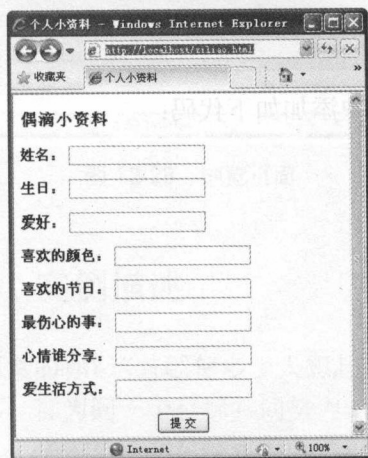 个人小资料 - Windows Internet Explorer
http://localhost/ziliao.html
收藏夹 个人小资料
偶滴小资料
姓名：
生日：
爱好：
喜欢的颜色：
喜欢的节日：
最伤心的事：
心情谁分享：
爱生活方式：
提交
Internet 100%